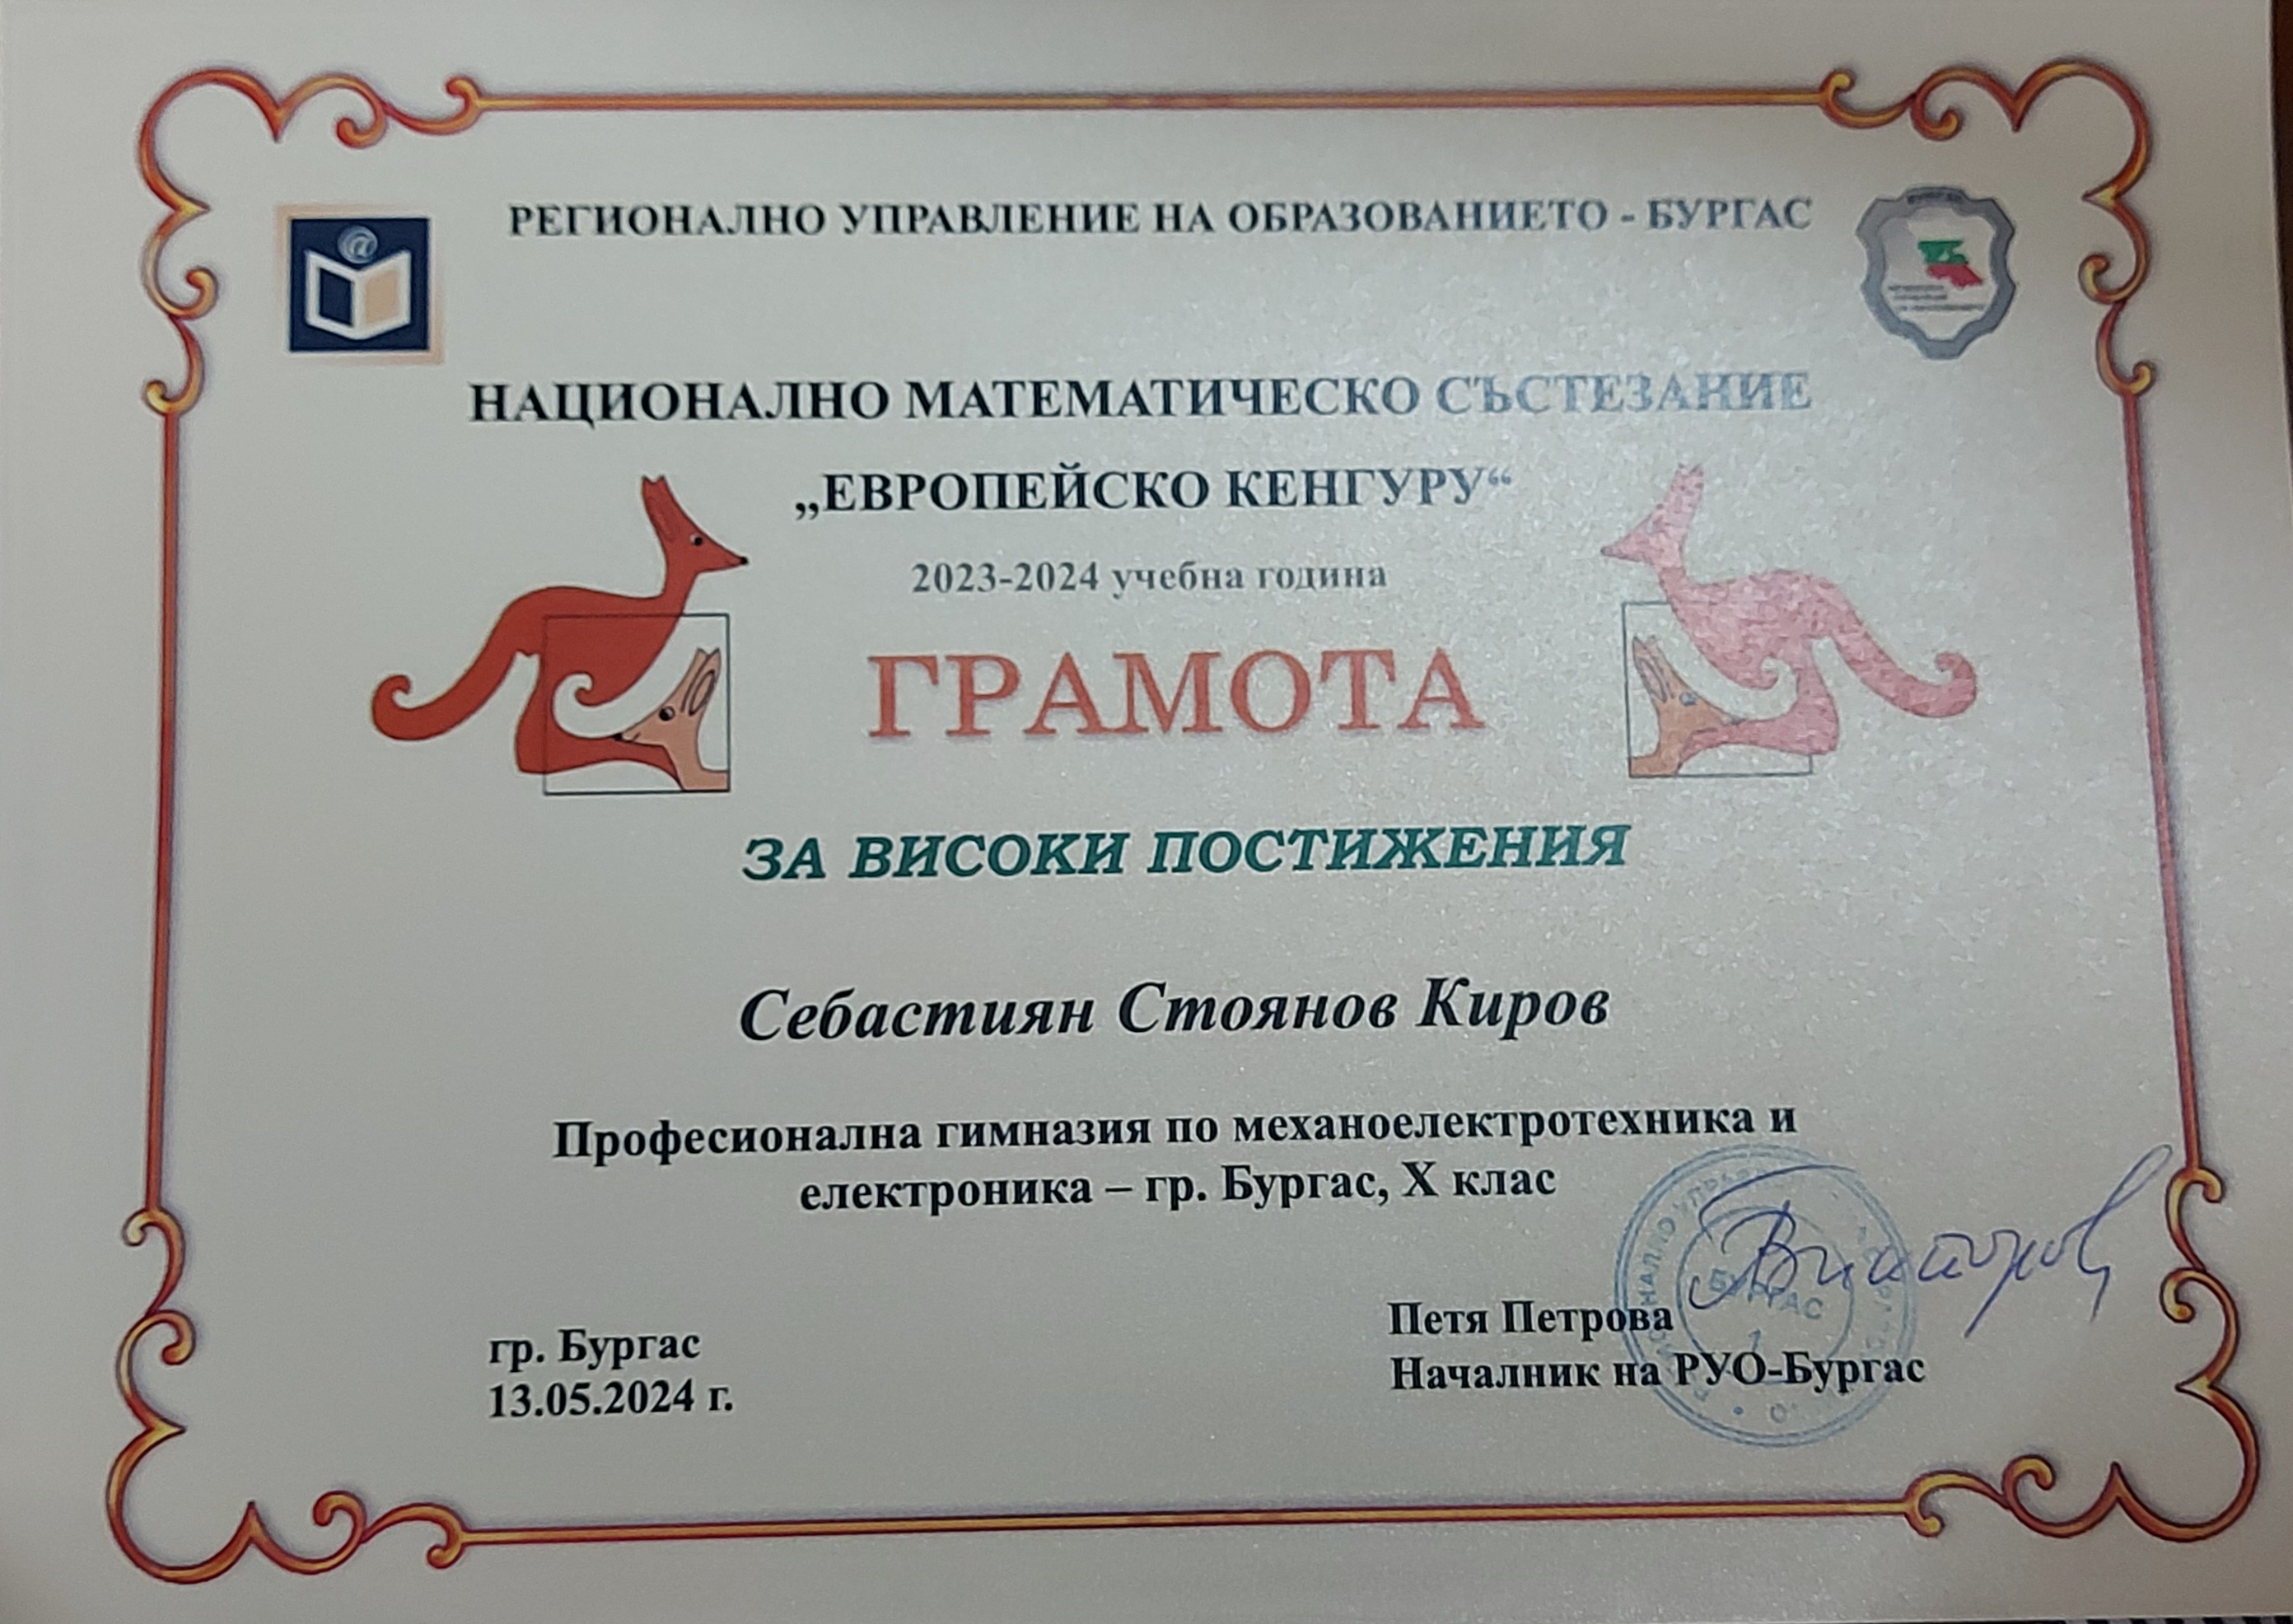 РЕГИОНАЛНО УПРАВЛЕНИЕ НА ОБРАЗОВАНИЕТО - БУРГАС
@
НАЦИОНАЛНО МАТЕМАТИЧЕСКО СЪСТЕЗАНИЕ
„ЕВРОПЕЙСКО КЕНГУРУ“
2023-2024 учебна година
ГРАМОТА
ЗА ВИСОКИ ПОСТИЖЕНИЯ
Себастиян Стоянов Киров
Професионална гимназия по механоелектротехника и
електроника – гр. Бургас, X клас
гр. Бургас
13.05.2024 г.
Петя Петрова
Началник на РУО-Бургас
БУРГАС
1